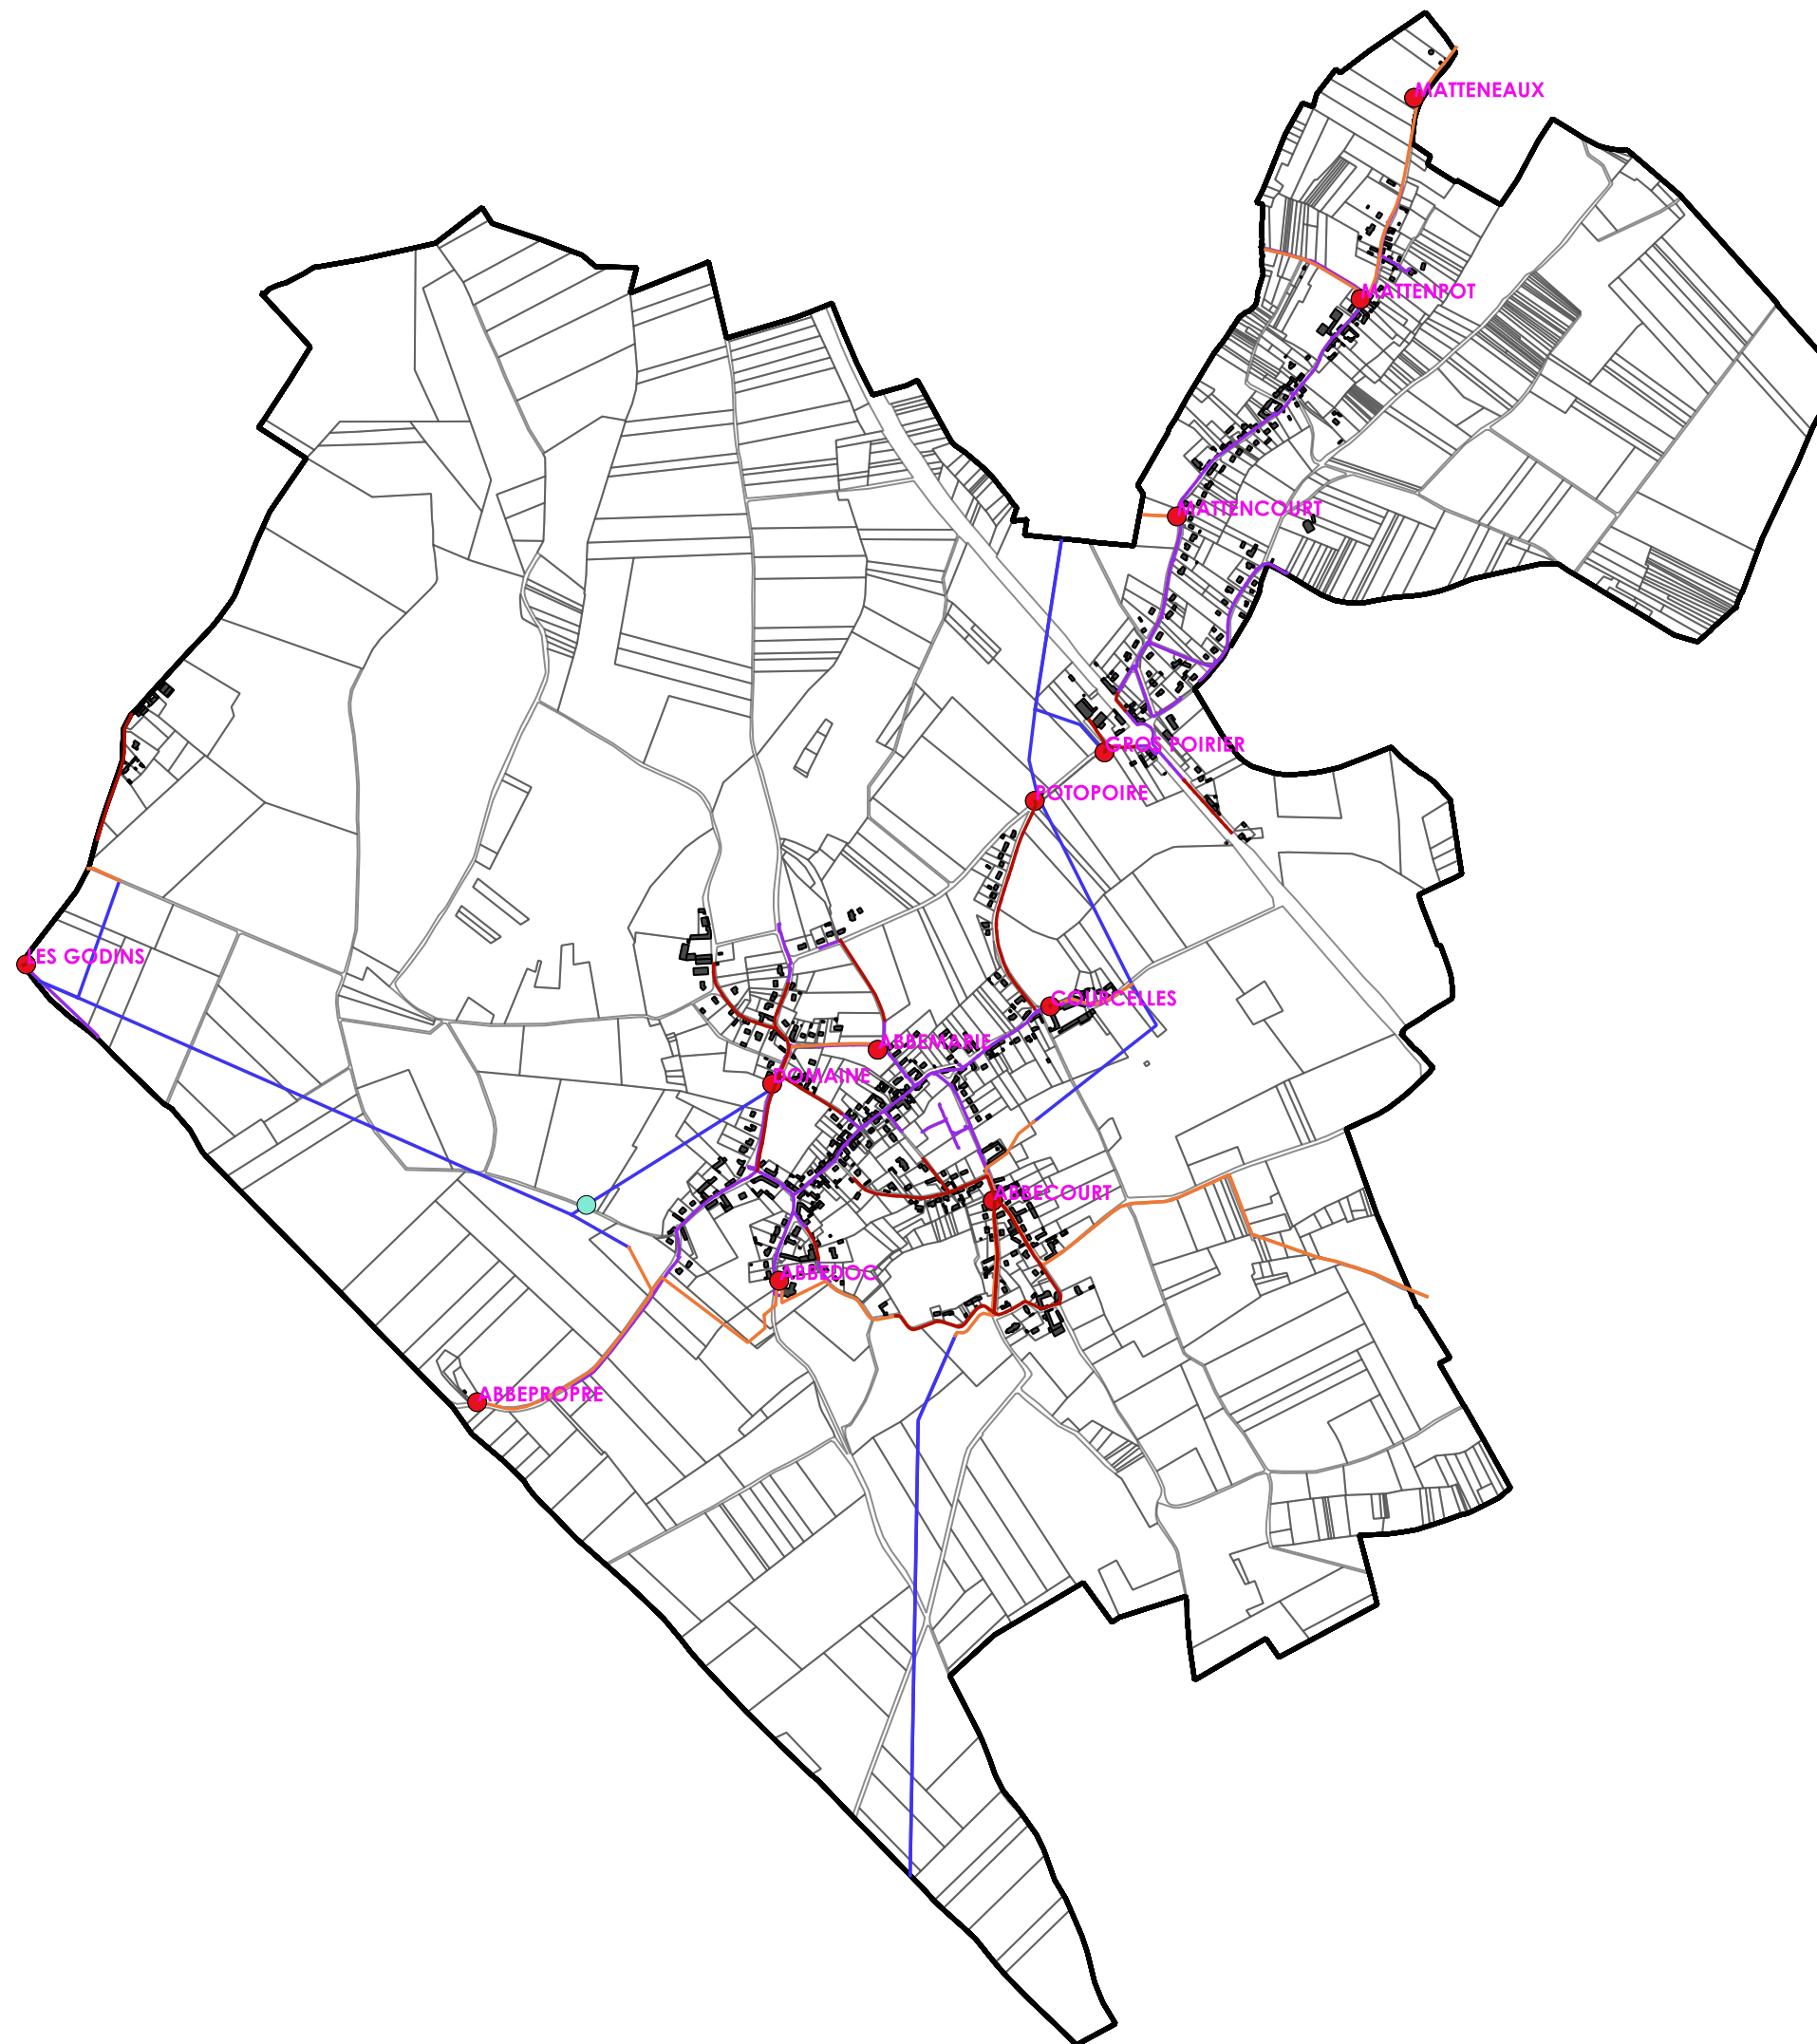 MATTENEAUX
MATTENPOT
MATTENCOURT
GROS POIRIER
POTOPOIRE
LES GODINS
COURCELLES
ABBEMARIE
DOMAINE
ABBECOURT
ABBEDOC
ABBEPROPRE